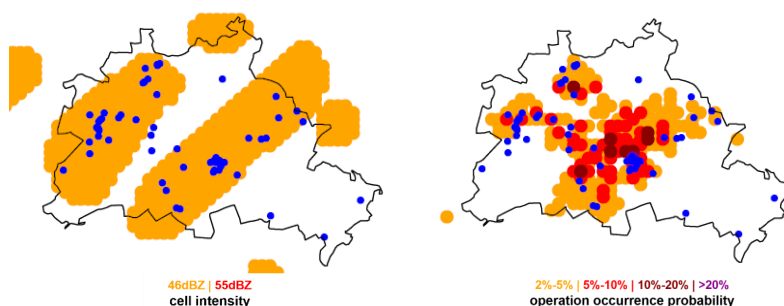 46dBZ | 55dBZ
cell intensity
2%-5% | 5%-10% | 10%-20% | >20%
operation occurrence probability